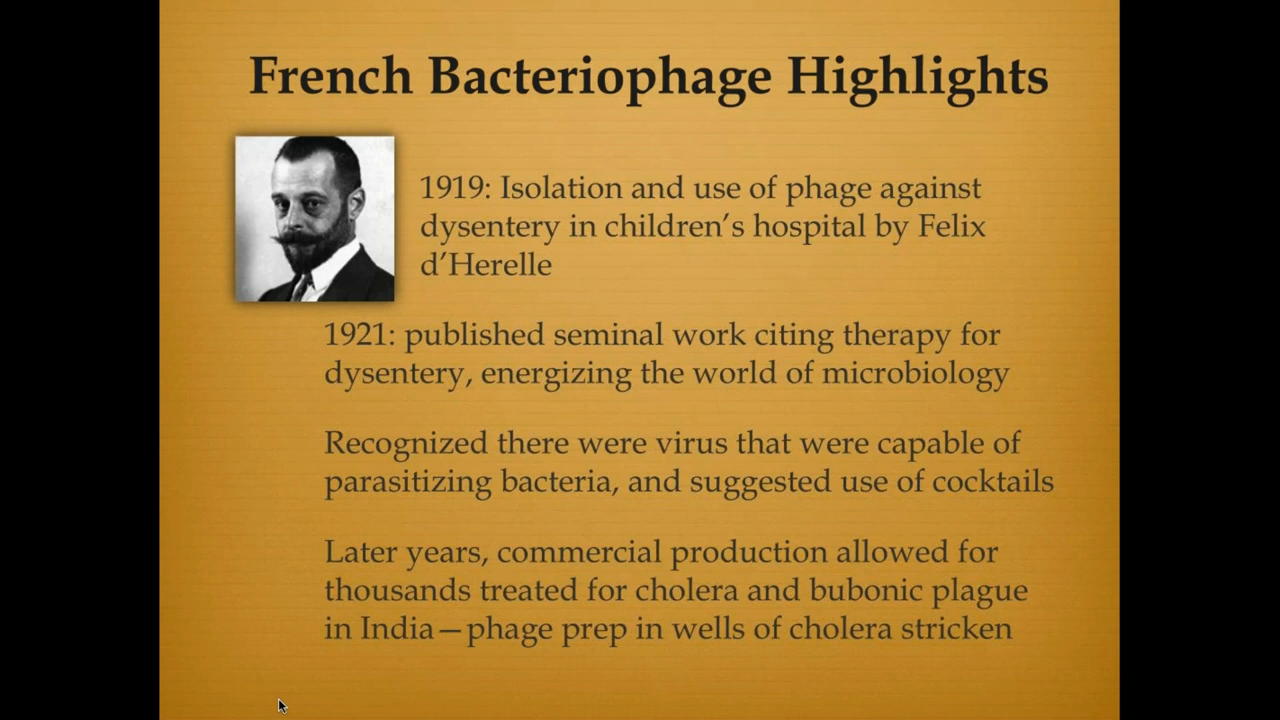 French Bacteriophage Highlights
1919: Isolation and use of phage against
dysentery in children’s hospital by Felix
d’Herelle
1921: published seminal work citing therapy for
dysentery, energizing the world of microbiology
Recognized there were virus that were capable of
parasitizing bacteria, and suggested use of cocktails
Later years, commercial production allowed for
thousands treated for cholera and bubonic plague
in India—phage prep in wells of cholera stricken